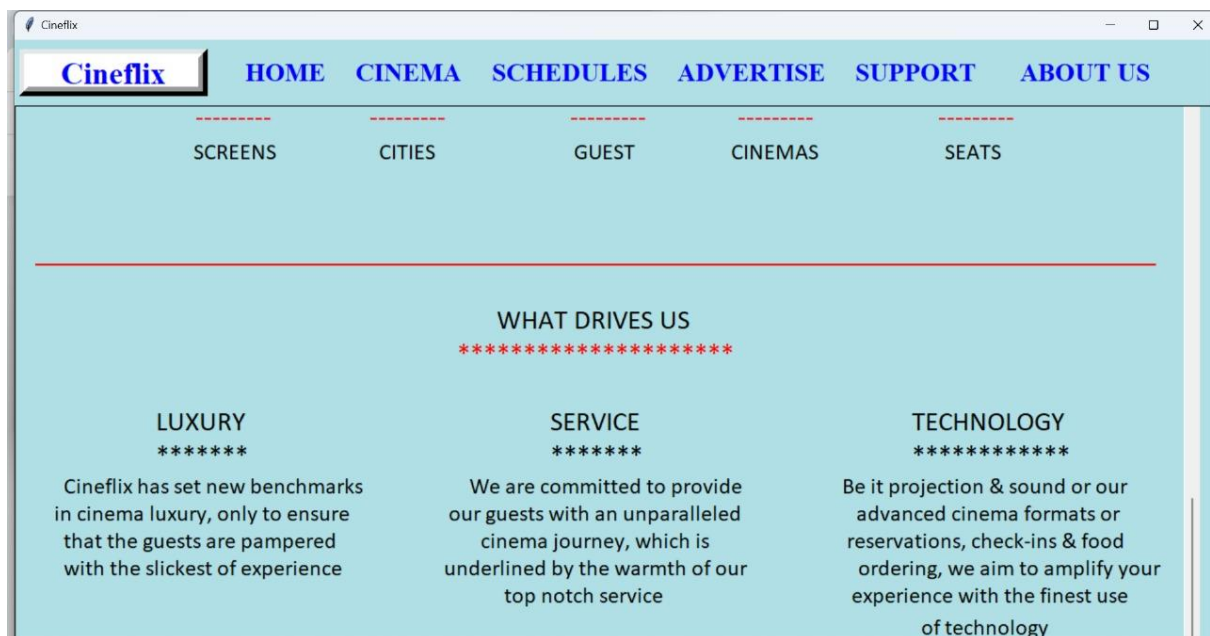 Cineflix
Cineflix HOME CINEMA SCHEDULES ADVERTISE SUPPORT ABOUT US
--------- --------- --------- --------- ---------
SCREENS CITIES GUEST CINEMAS SEATS
WHAT DRIVES US
*********************
LUXURY
*******
Cineflix has set new benchmarks
in cinema luxury, only to ensure
that the guests are pampered
with the slickest of experience
SERVICE
*******
We are committed to provide
our guests with an unparalleled
cinema journey, which is
underlined by the warmth of our
top notch service
TECHNOLOGY
************
Be it projection & sound or our
advanced cinema formats or
reservations, check-ins & food
ordering, we aim to amplify your
experience with the finest use
of technology